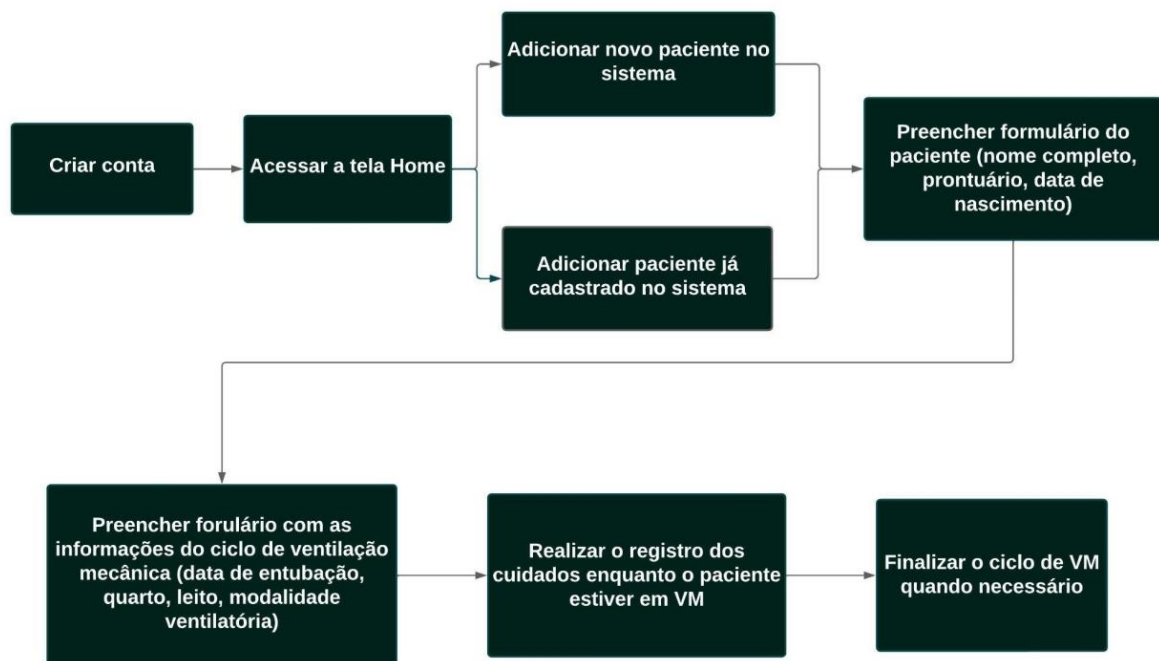 Criar conta
Acessar a tela Home
Adicionar novo paciente no
sistema
Adicionar paciente já
cadastrado no sistema
Preencher formulário do
paciente (nome completo,
prontuário, data de
nascimento)
Preencher forulário com as
informações do ciclo de ventilação
mecânica (data de entubação,
quarto, leito, modalidade
ventilatória)
Realizar o registro dos
cuidados enquanto o paciente
estiver em VM
Finalizar o ciclo de VM
quando necessário